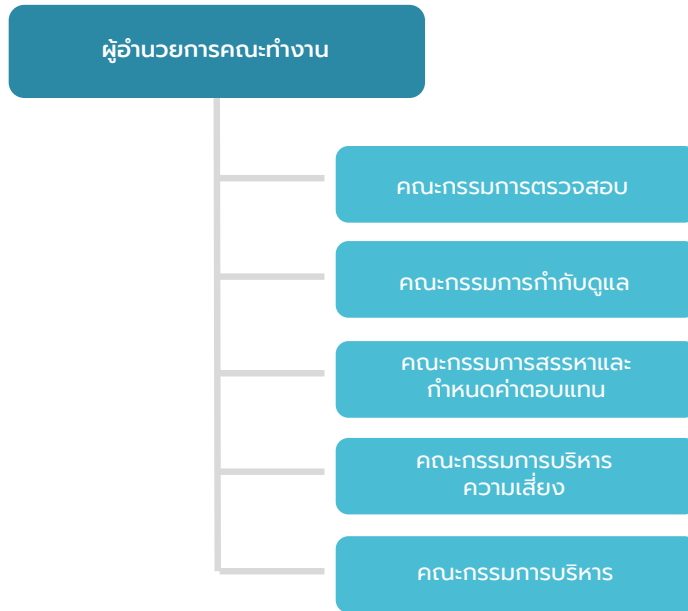 ผู้อำนวยการคณะทำงาน
คณะกรรมการตรวจสอบ
คณะกรรมการกำกับดูแล
คณะกรรมการสรรหาและ
กำหนดค่าตอบแทน
คณะกรรมการบริหาร
ความเสี่ยง
คณะกรรมการบริหาร